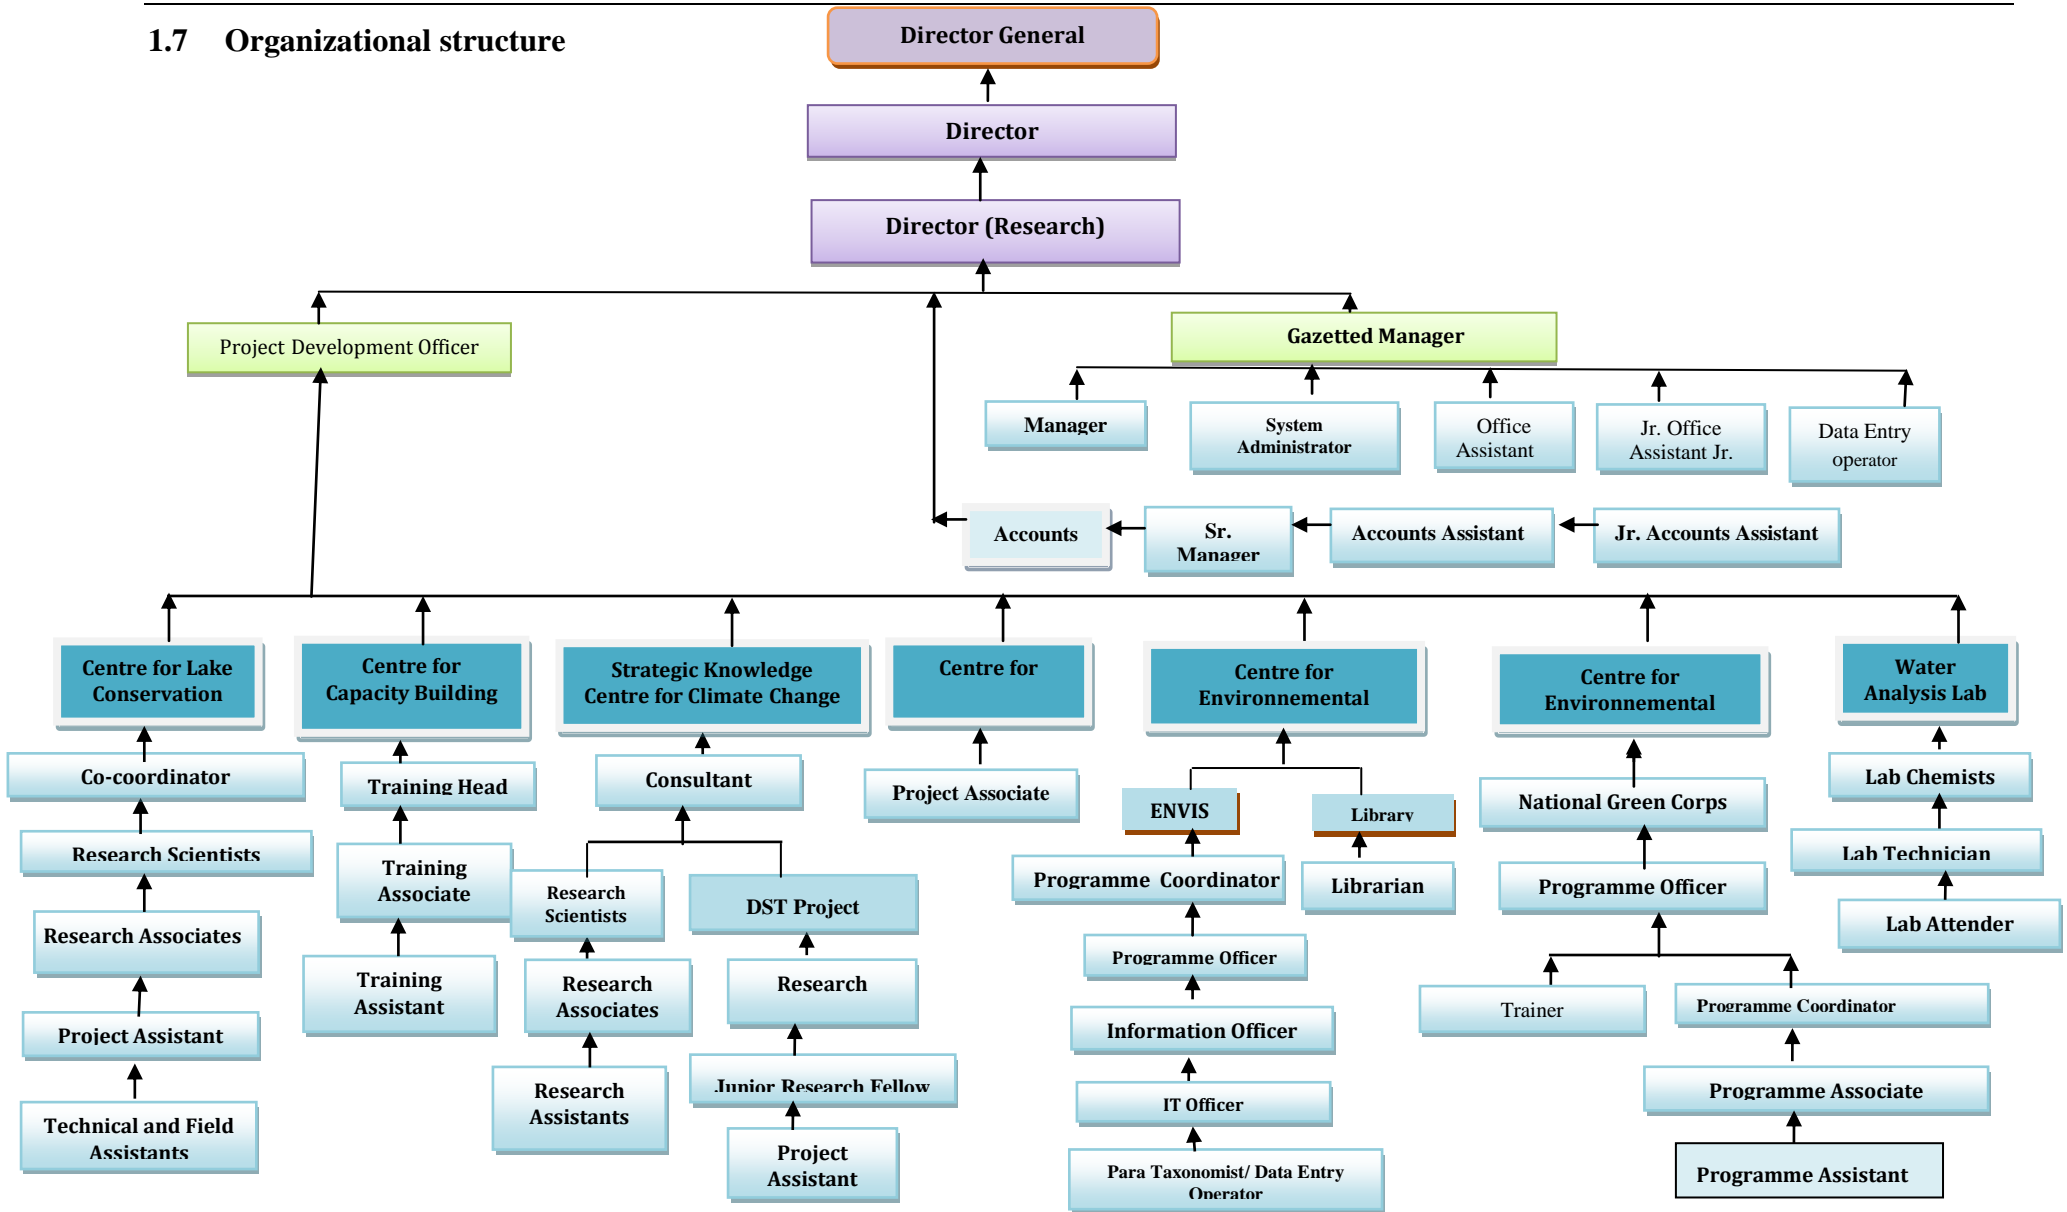 1.7 Organizational structure
Director General
Director
Director (Research)
Project Development Officer
Gazetted Manager
Manager
System
Administrator
Office
Assistant
Jr. Office
Assistant Jr.
Data Entry
operator
Accounts
Sr.
Manager
Accounts Assistant
Jr. Accounts Assistant
Centre for Lake
Conservation
Centre for
Capacity Building
Strategic Knowledge
Centre for Climate Change
Centre for
Centre for
Environnemental
Centre for
Environnemental
Water
Analysis Lab
Co-coordinator
Research Scientists
Research Associates
Project Assistant
Technical and Field
Assistants
Training Head
Training
Associate
Training
Assistant
Consultant
Research
Scientists
Research
Associates
Research
Assistants
DST Project
Research
Junior Research Fellow
Project
Assistant
Project Associate
ENVIS
Library
Programme Coordinator
Librarian
Programme Officer
Information Officer
IT Officer
Para Taxonomist/ Data Entry
Operator
National Green Corps
Programme Officer
Trainer
Programme Coordinator
Programme Associate
Programme Assistant
Lab Chemists
Lab Technician
Lab Attender